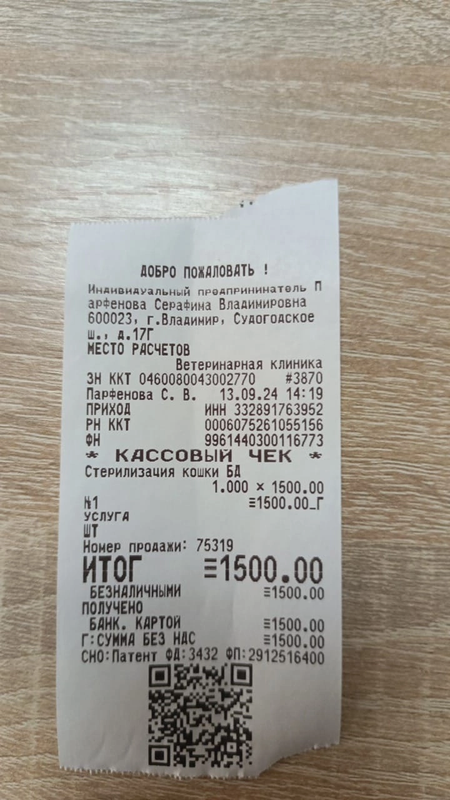 ДОБРО ПОЖАЛОВАТЬ !
Индивидуальный предприниматель П
арфенова Серафина Владимировна
600023, г.Владимир, Судогодское
ш., д.17Г
МЕСТО РАСЧЕТОВ
Ветеринарная клиника
ЗН ККТ 0460080043002770 #3870
Парфенова С. В. 13.09.24 14:19
ПРИХОД ИНН 332891763952
РН ККТ 0006075261055156
ФН 9961440300116773
* КАССОВЫЙ ЧЕК *
Стерилизация кошки БД
1.000 × 1500.00
№1 ≡1500.00_Г
УСЛУГА
ШТ
Номер продажи: 75319
ИТОГ ≡1500.00
БЕЗНАЛИЧНЫМИ ≡1500.00
ПОЛУЧЕНО
БАНК. КАРТОЙ ≡1500.00
Г:СУММА БЕЗ НДС ≡1500.00
СНО:Патент ФД:3432 ФП:2912516400